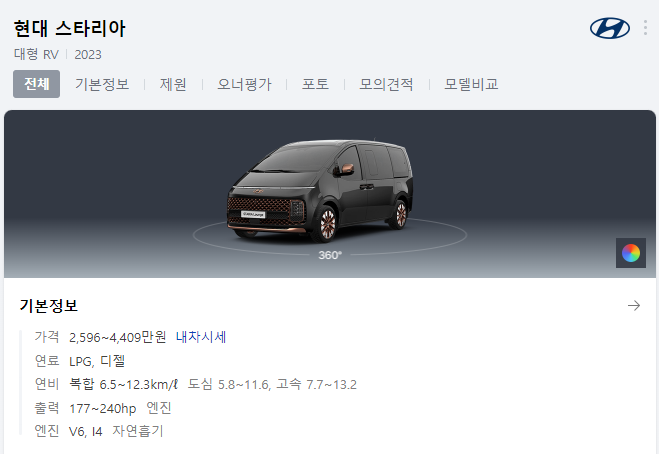 현대 스타리아
대형 RV 2023
전체 기본정보 제원 오너평가 포토 모의견적 모델비교
360°
기본정보
가격 2,596~4,409만원 내차시세
연료 LPG, 디젤
연비 복합 6.5~12.3km/ℓ 도심 5.8~11.6, 고속 7.7~13.2
출력 177~240hp 엔진
엔진 V6, I4 자연흡기